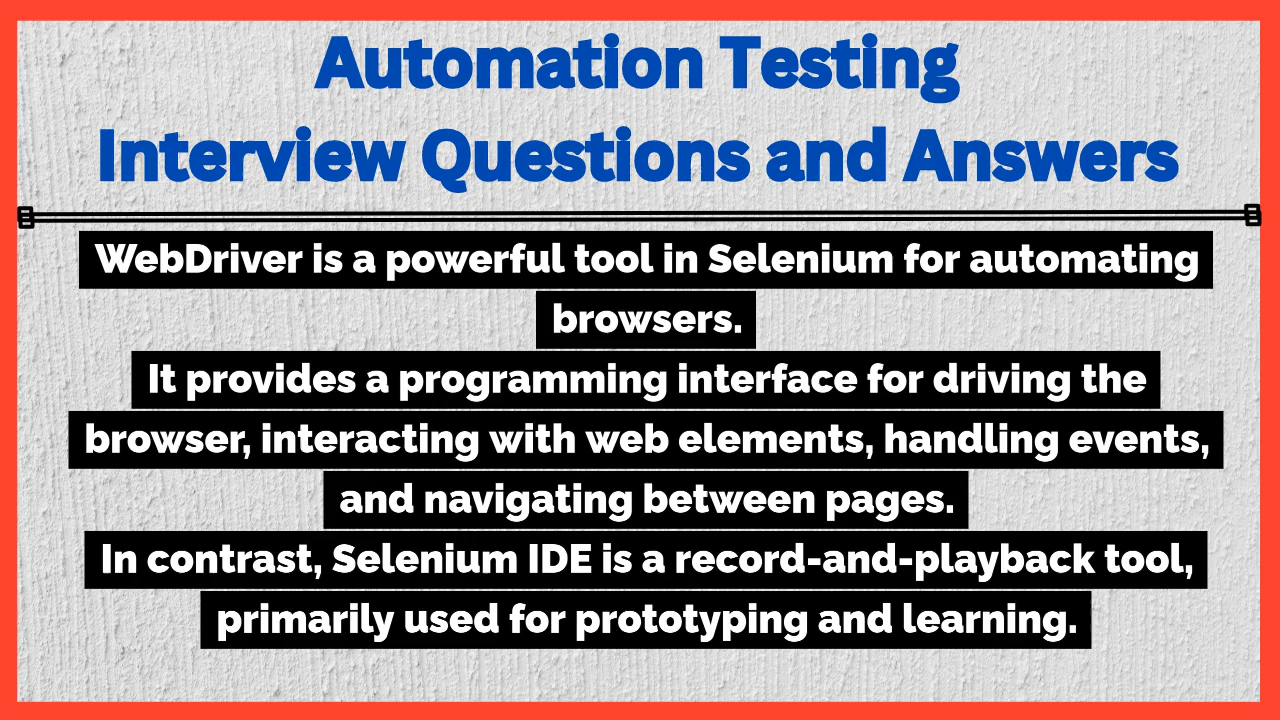 Automation Testing
Interview Questions and Answers
WebDriver is a powerful tool in Selenium for automating
browsers.
It provides a programming interface for driving the
browser, interacting with web elements, handling events,
and navigating between pages.
In contrast, Selenium IDE is a record-and-playback tool,
primarily used for prototyping and learning.